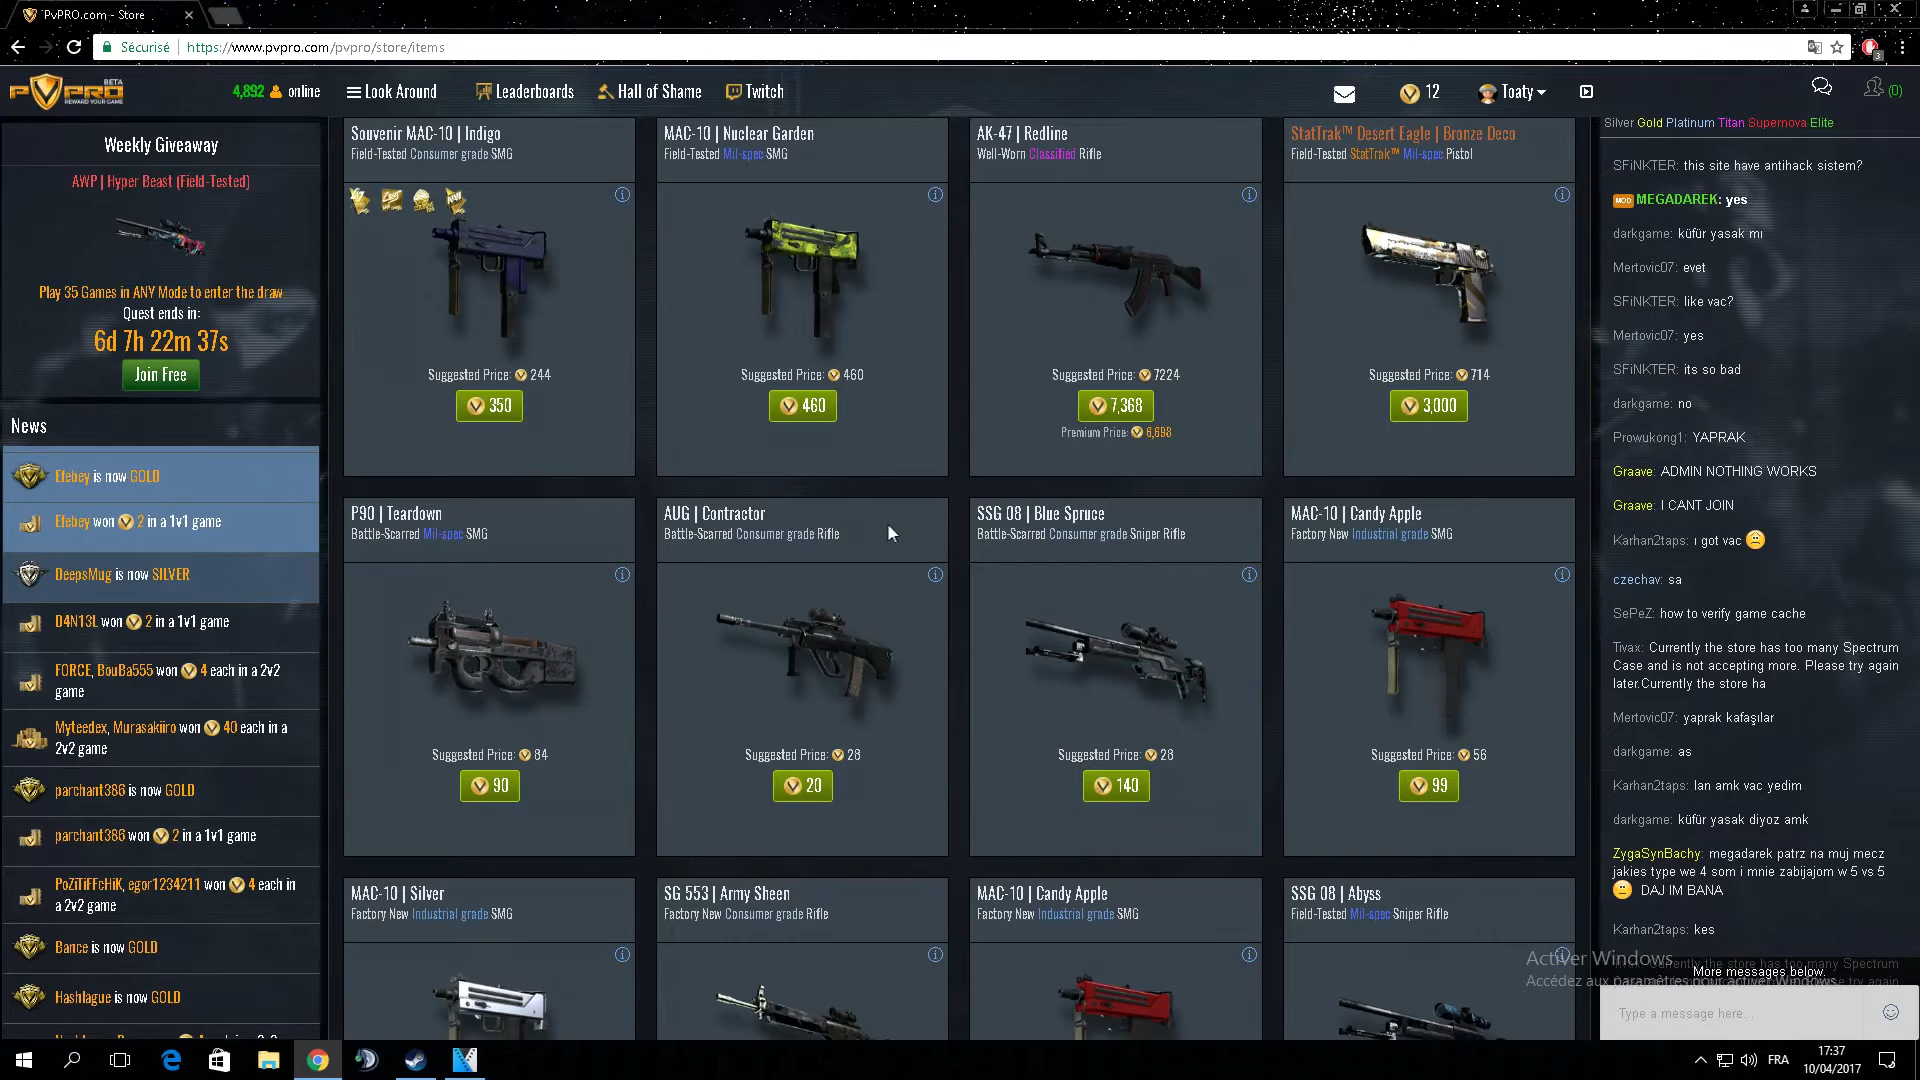 PvPRO.com - Store
Sécurisé
https://www.pvpro.com/pvpro/store/items
PVPRO BETA
REWARD YOUR GAME
4,892 online
Look Around
Leaderboards
Hall of Shame
Twitch
12
Toaty
(0)
Weekly Giveaway
AWP | Hyper Beast (Field-Tested)
Play 35 Games in ANY Mode to enter the draw
Quest ends in:
6d 7h 22m 37s
Join Free
News
Efebey is now GOLD
Efebey won 2 in a 1v1 game
DeepsMug is now SILVER
D4N13L won 2 in a 1v1 game
FORCE, BouBa555 won 4 each in a 2v2
game
Myteedex, Murasakiiro won 40 each in a
2v2 game
parchant386 is now GOLD
parchant386 won 2 in a 1v1 game
PoZiTiFFcHiK, egor1234211 won 4 each in
a 2v2 game
Bance is now GOLD
Hashlague is now GOLD
Souvenir MAC-10 | Indigo
Field-Tested Consumer grade SMG
Suggested Price: 244
350
MAC-10 | Nuclear Garden
Field-Tested Mil-spec SMG
Suggested Price: 460
460
AK-47 | Redline
Well-Worn Classified Rifle
Suggested Price: 7224
7,368
Premium Price: 6,698
StatTrak™ Desert Eagle | Bronze Deco
Field-Tested StatTrak™ Mil-spec Pistol
Suggested Price: 714
3,000
P90 | Teardown
Battle-Scarred Mil-spec SMG
Suggested Price: 84
90
AUG | Contractor
Battle-Scarred Consumer grade Rifle
Suggested Price: 28
20
SSG 08 | Blue Spruce
Battle-Scarred Consumer grade Sniper Rifle
Suggested Price: 28
140
MAC-10 | Candy Apple
Factory New Industrial grade SMG
Suggested Price: 56
99
MAC-10 | Silver
Factory New Industrial grade SMG
SG 553 | Army Sheen
Factory New Consumer grade Rifle
MAC-10 | Candy Apple
Factory New Industrial grade SMG
SSG 08 | Abyss
Field-Tested Mil-spec Sniper Rifle
Silver Gold Platinum Titan Supernova Elite
SFiNKTER: this site have antihack sistem?
MOD MEGADAREK: yes
darkgame: küfür yasak mı
Mertovic07: evet
SFiNKTER: like vac?
Mertovic07: yes
SFiNKTER: its so bad
darkgame: no
Prowukong1: YAPRAK
Graave: ADMIN NOTHING WORKS
Graave: I CANT JOIN
Karhan2taps: ı got vac
czechav: sa
SePeZ: how to verify game cache
Tivax: Currently the store has too many Spectrum
Case and is not accepting more. Please try again
later.Currently the store ha
Mertovic07: yaprak kafaşılar
darkgame: as
Karhan2taps: lan amk vac yedim
darkgame: küfür yasak diyoz amk
ZygaSynBachy: megadarek patrz na muj mecz
jakies type we 4 som i mnie zabijajom w 5 vs 5
DAJ IM BANA
Karhan2taps: kes
Activer Windows
More messages below.
Type a message here...
FRA
17:37
10/04/2017